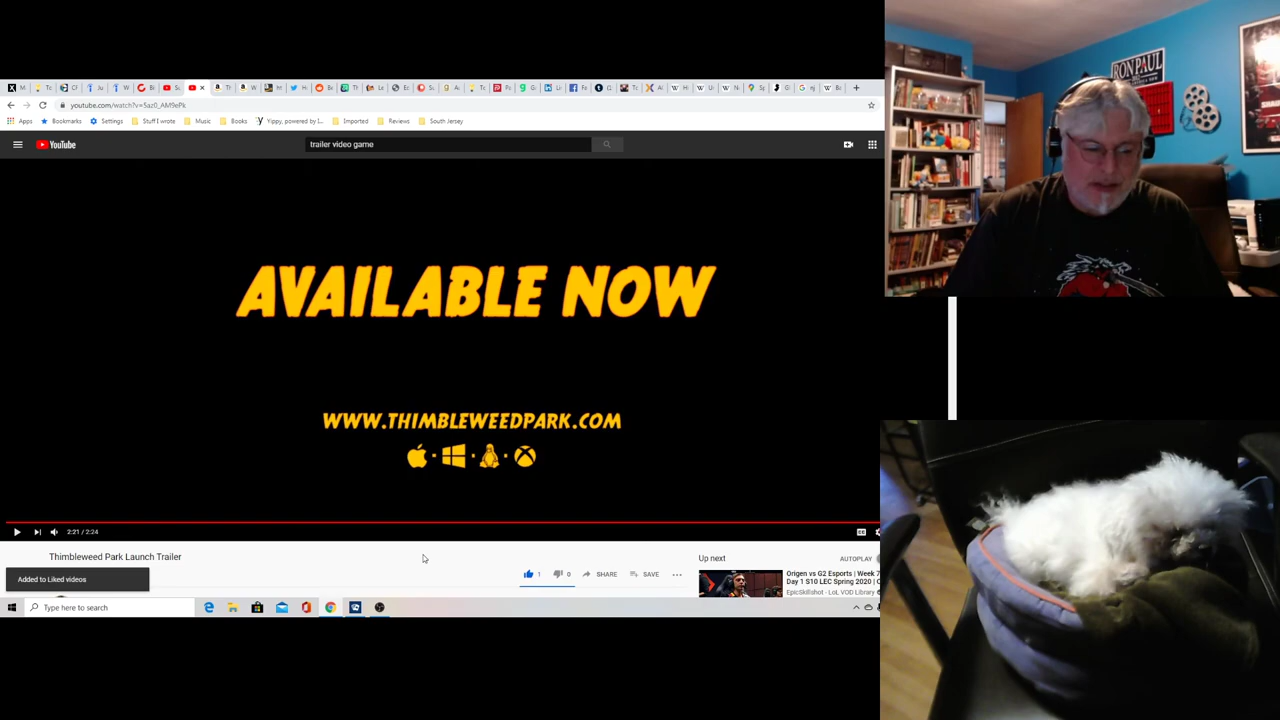 youtube.com/watch?v=5az0_AM9ePk
Apps Bookmarks Settings Stuff I wrote Music Books Yippy, powered by I... Imported Reviews South Jersey
YouTube
trailer video game
RON PAUL
AVAILABLE NOW
WWW.THIMBLEWEEDPARK.COM
2:21 / 2:24
Thimbleweed Park Launch Trailer
Up next
AUTOPLAY
1 0 SHARE SAVE
Origen vs G2 Esports | Week 7
Day 1 S10 LEC Spring 2020 |
EpicSkillshot - LoL VOD Library
Added to Liked videos
Type here to search